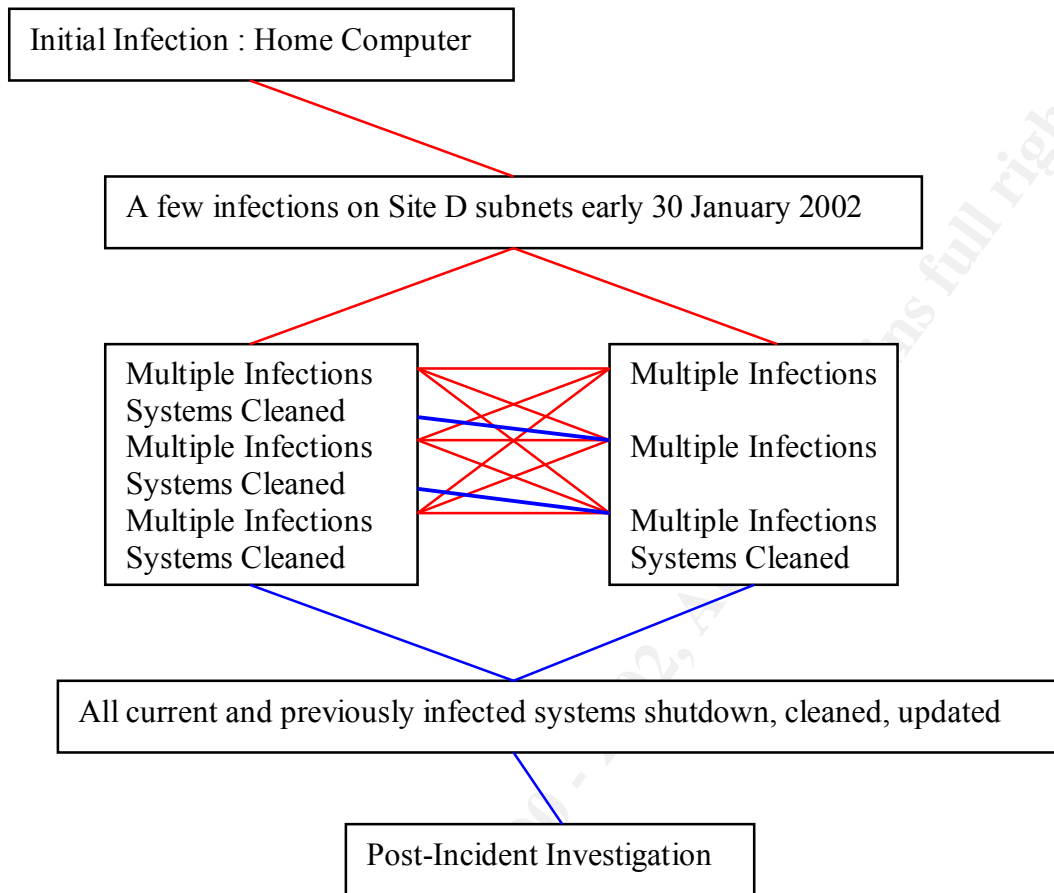 Initial Infection : Home Computer
A few infections on Site D subnets early 30 January 2002
Multiple Infections
Systems Cleaned
Multiple Infections
Systems Cleaned
Multiple Infections
Systems Cleaned
Multiple Infections
Multiple Infections
Multiple Infections
Systems Cleaned
All current and previously infected systems shutdown, cleaned, updated
Post-Incident Investigation
full